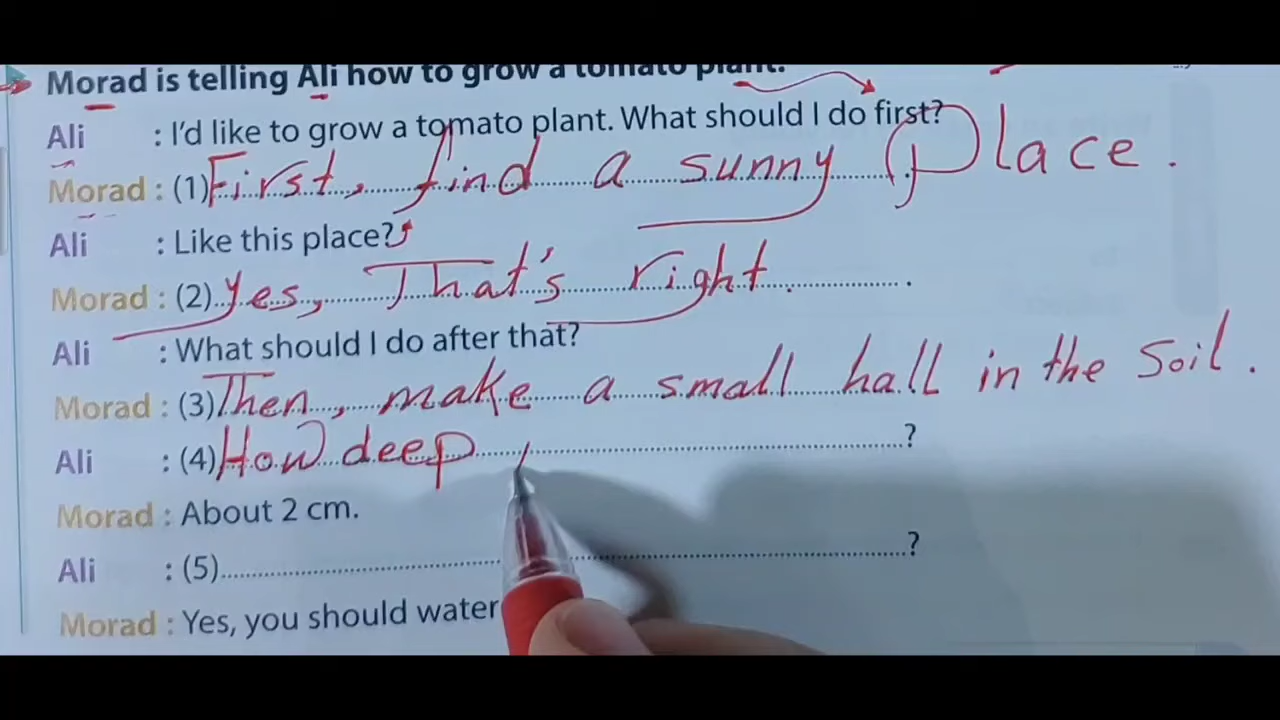 Morad is telling Ali how to grow a tomato plant.
Ali : I'd like to grow a tomato plant. What should I do first?
Morad : (1) First, find a sunny place.
Ali : Like this place?
Morad : (2) Yes, That's right.
Ali : What should I do after that?
Morad : (3) Then, make a small hall in the soil.
Ali : (4) How deep ?
Morad : About 2 cm.
Ali : (5) ?
Morad : Yes, you should water